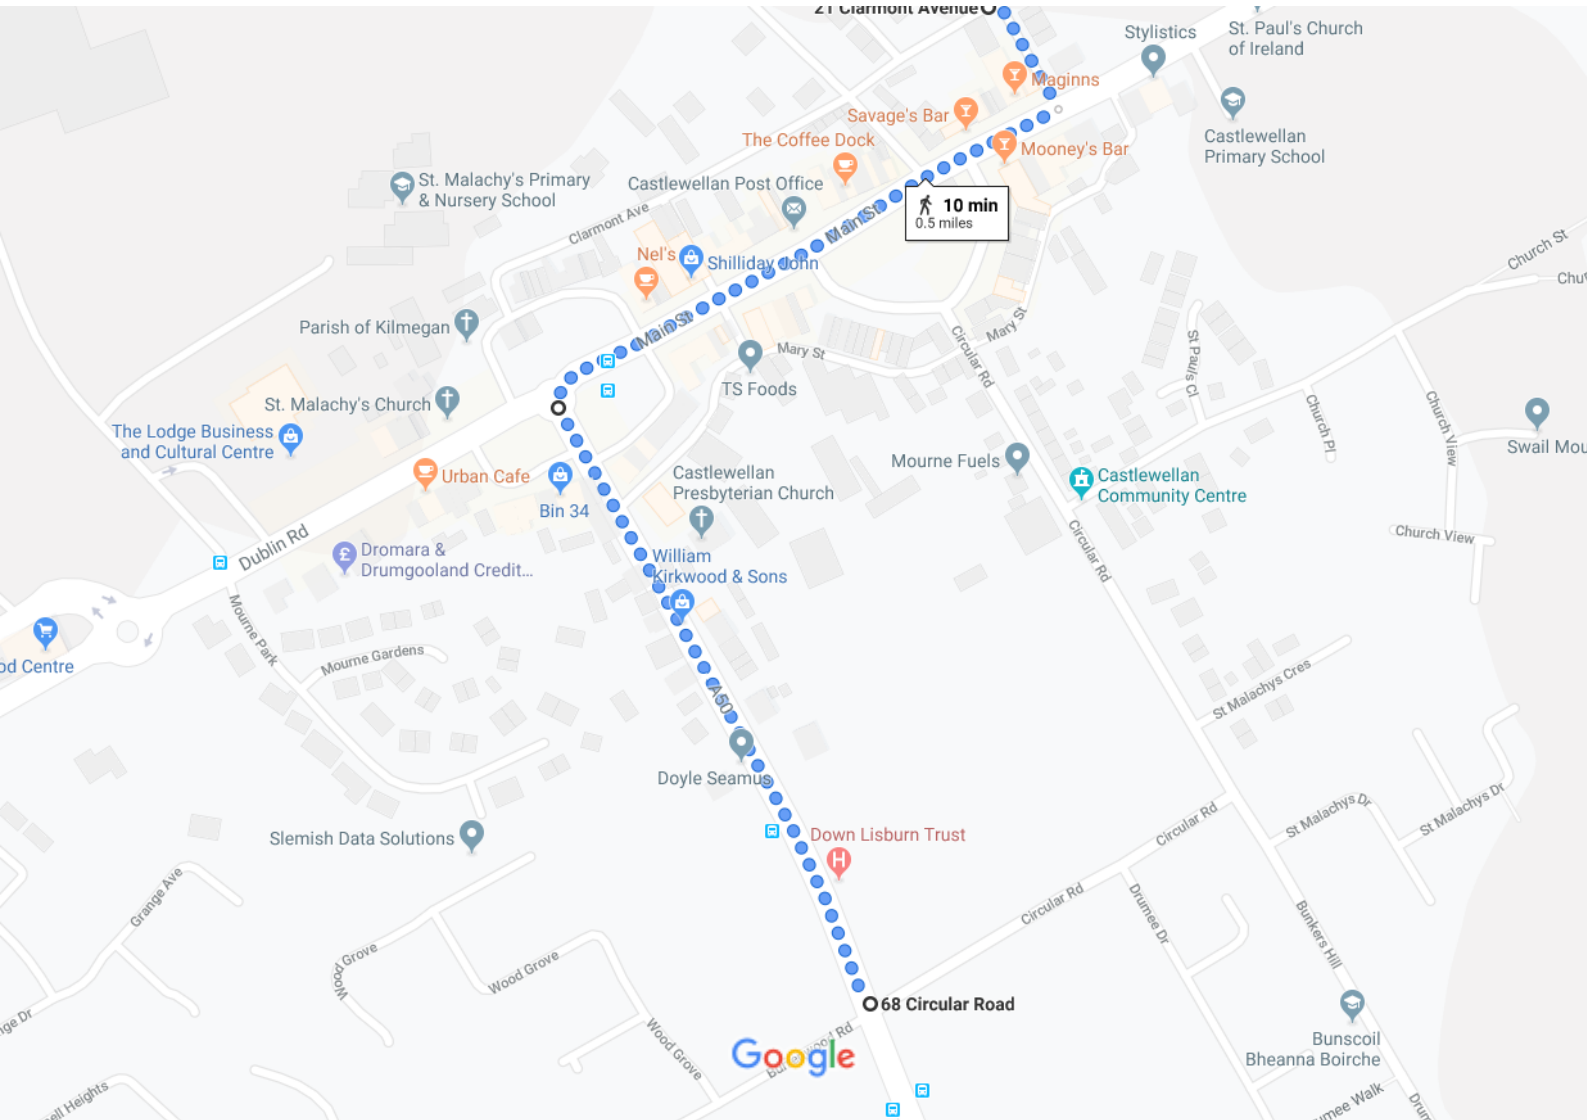 21 Clarmont Avenue
St. Paul's Church
of Ireland
Stylistics
Maginns
Savage's Bar
Castlewellan
Primary School
The Coffee Dock
Mooney's Bar
St. Malachy's Primary
& Nursery School
Castlewellan Post Office
10 min
0.5 miles
Clarmont Ave
Main St
Church St
Nel's
Shilliday John
Parish of Kilmegan
Main St
Mary St
Circular Rd
Mary St
St Pauls Cl
TS Foods
St. Malachy's Church
Church Pl
Church View
The Lodge Business
and Cultural Centre
Swail Mou
Urban Cafe
Castlewellan
Presbyterian Church
Mourne Fuels
Castlewellan
Community Centre
Bin 34
Dublin Rd
Circular Rd
Church View
Dromara &
Drumgooland Credit...
William
Kirkwood & Sons
Mourne Park
Mourne Gardens
od Centre
St Malachys Cres
A50
Doyle Seamus
Slemish Data Solutions
Down Lisburn Trust
Circular Rd
St Malachys Dr
St Malachys Dr
Grange Ave
Circular Rd
Drumee Dr
Bunkers Hill
Wood Grove
Wood Grove
68 Circular Road
nge Dr
Wood Grove
Google
Bunscoil
Bheanna Boirche
ell Heights
umee Walk
Drum